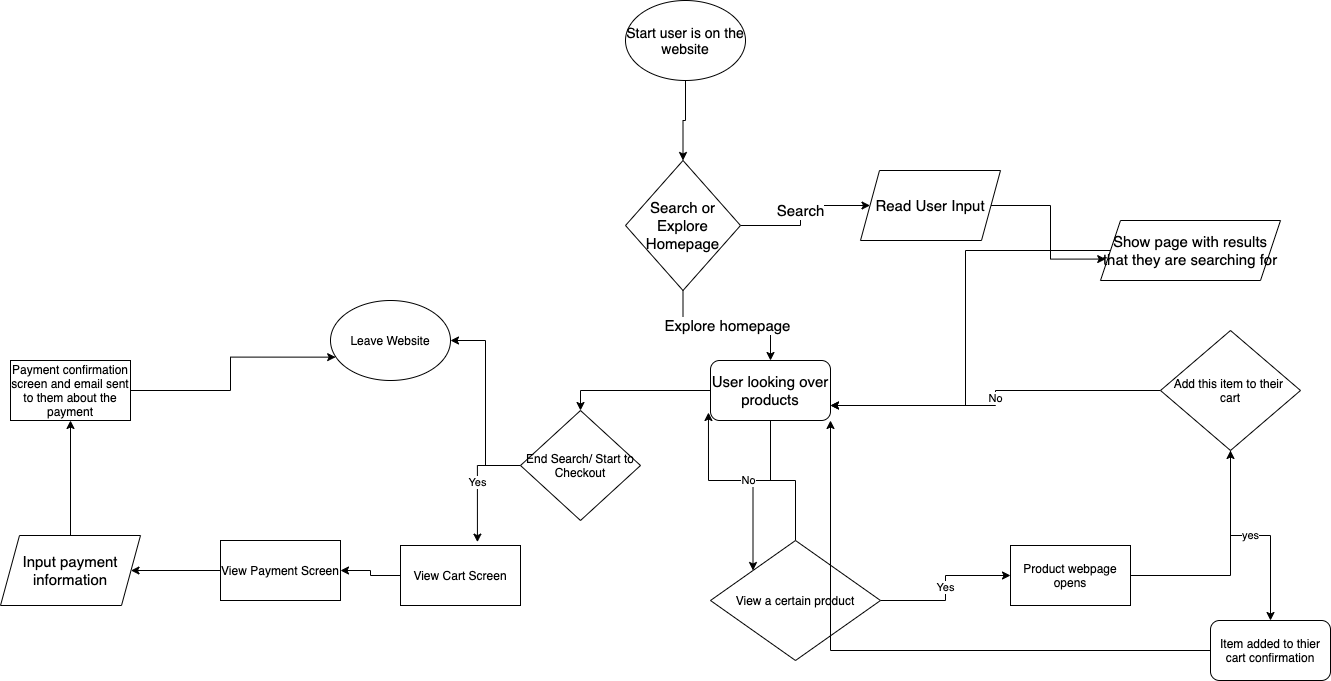 Start user is on the
website
Search or
Explore
Homepage
Search
Read User Input
Show page with results
that they are searching for
Explore homepage
Leave Website
Payment confirmation
screen and email sent
to them about the
payment
User looking over
products
Add this item to their
cart
No
End Search/ Start to
Checkout
Yes
No
Input payment
information
View Payment Screen
View Cart Screen
View a certain product
Yes
Product webpage
opens
yes
Item added to thier
cart confirmation